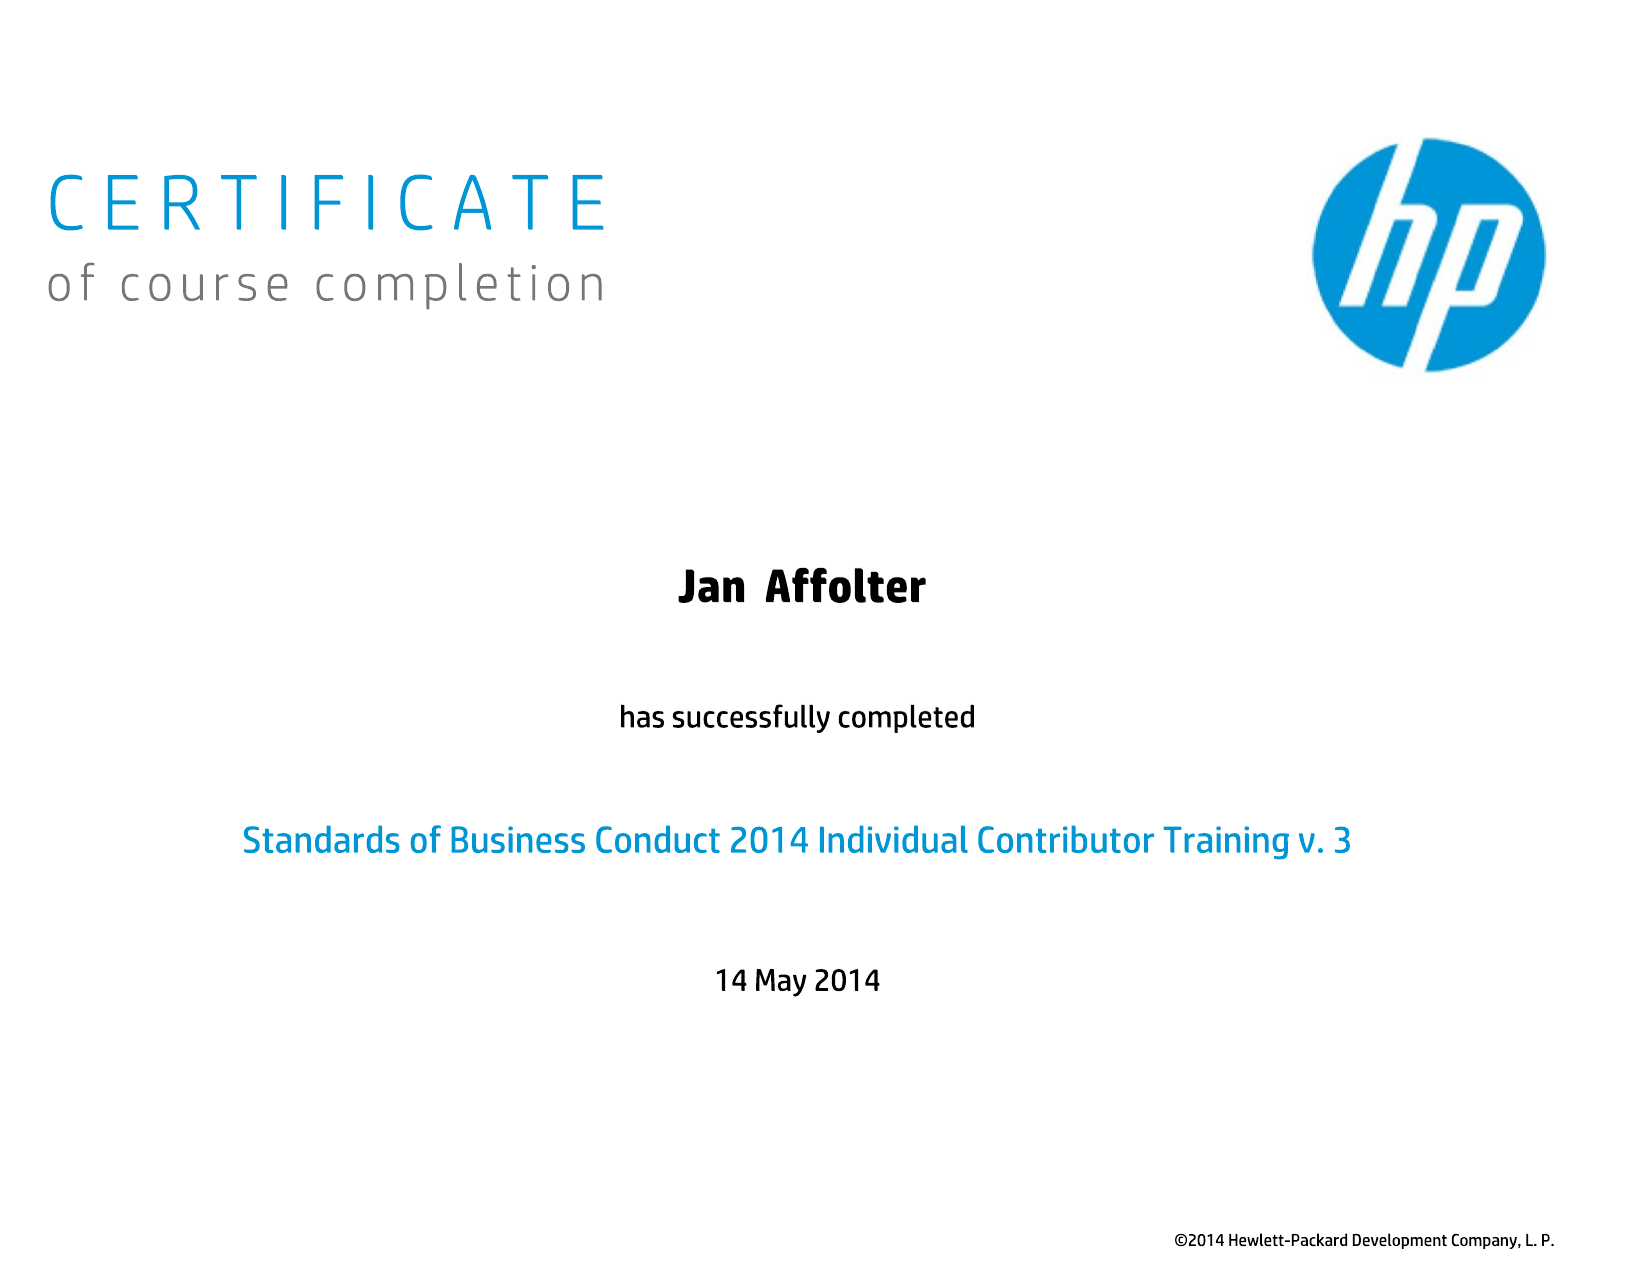 CERTIFICATE
of course completion
hp
Jan Affolter
has successfully completed
Standards of Business Conduct 2014 Individual Contributor Training v. 3
14 May 2014
©2014 Hewlett-Packard Development Company, L. P.